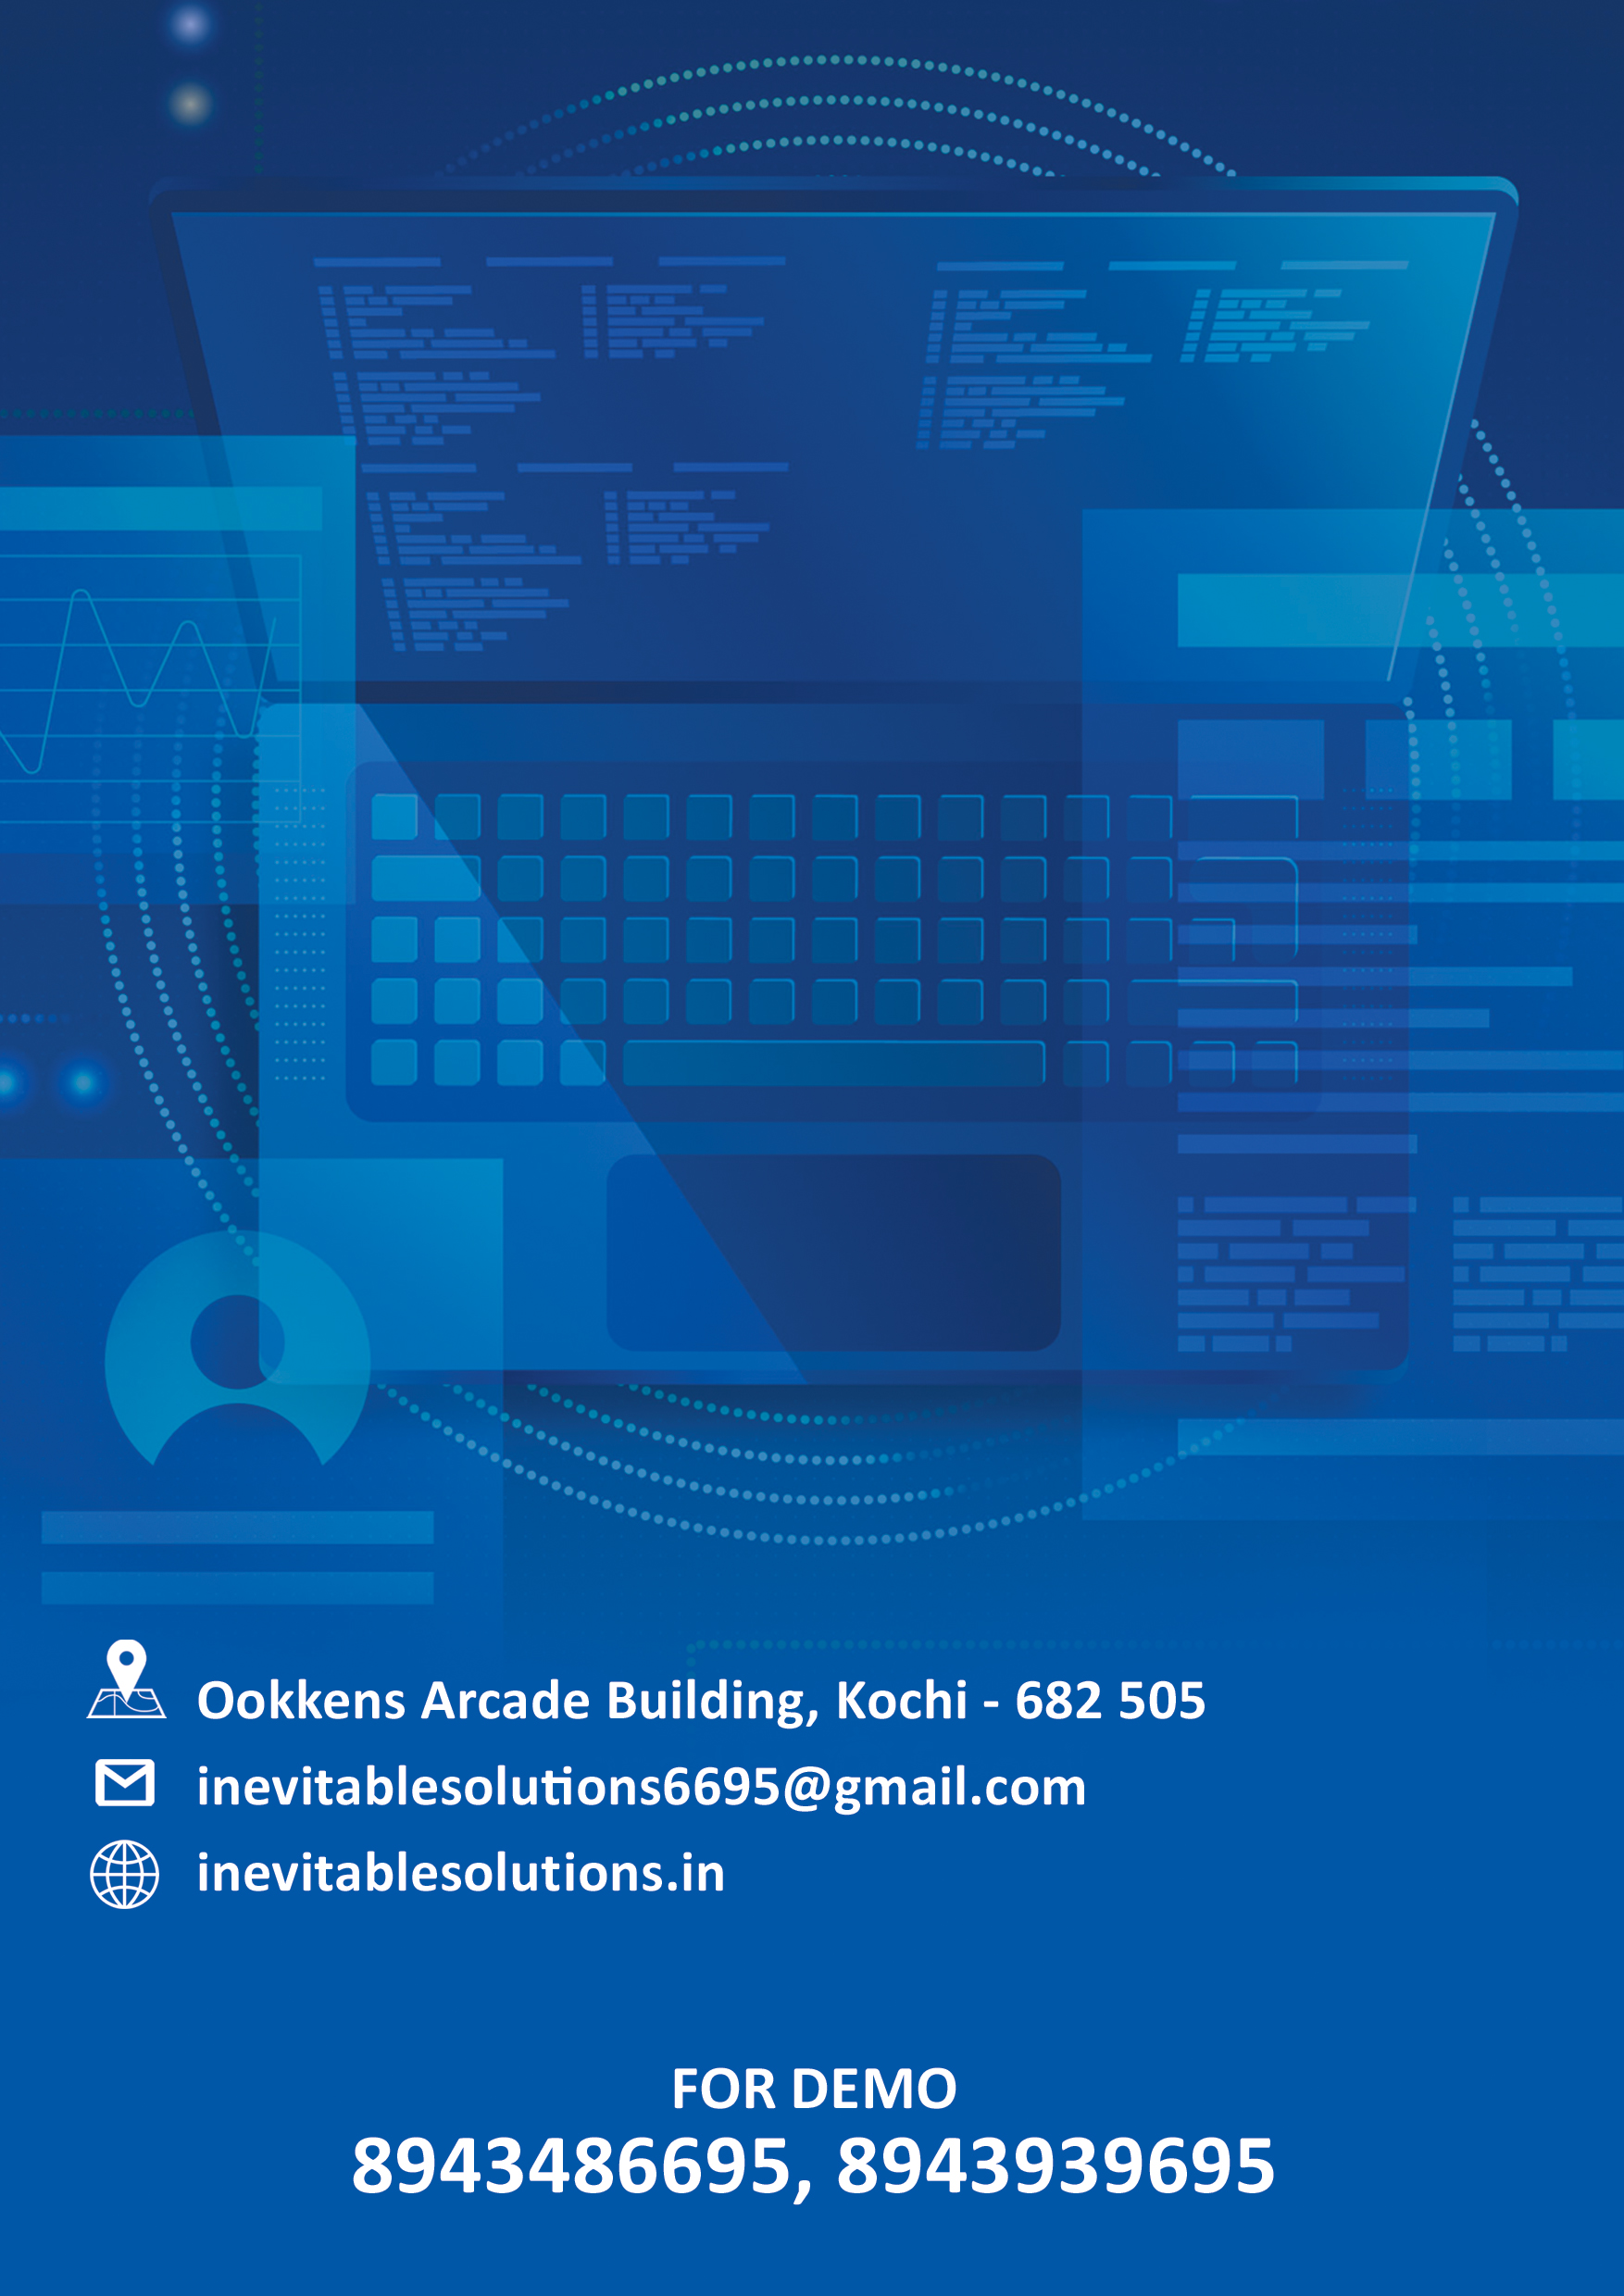 Ookkens Arcade Building, Kochi - 682 505
inevitablesolutions6695@gmail.com
inevitablesolutions.in
FOR DEMO
8943486695, 8943939695